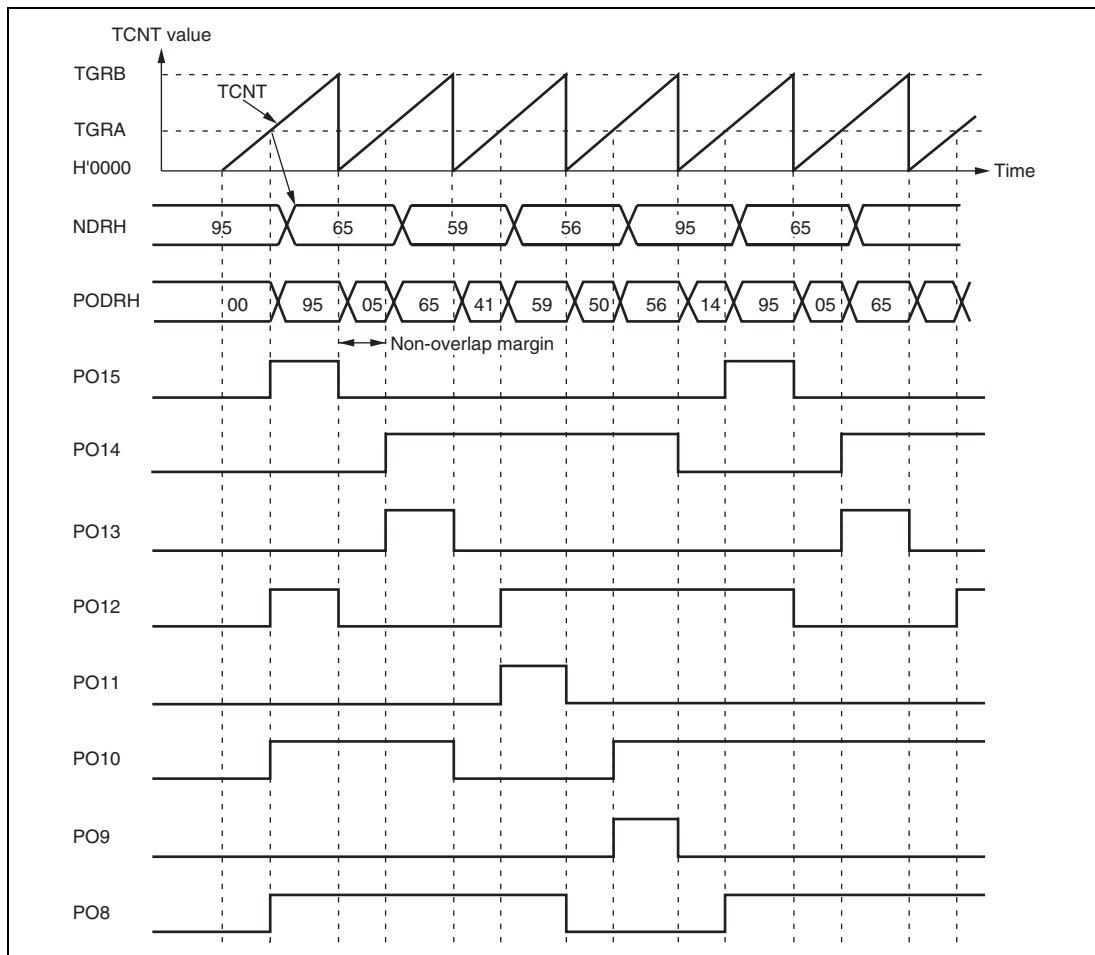 TCNT value
TGRB
TCNT
TGRA
H'0000
Time
NDRH
95 65 59 56 95 65
PODRH
00 95 05 65 41 59 50 56 14 95 05 65
Non-overlap margin
PO15
PO14
PO13
PO12
PO11
PO10
PO9
PO8